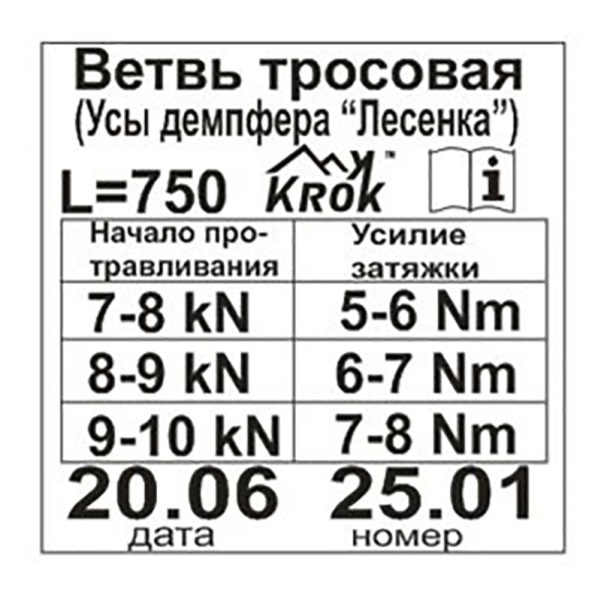 Ветвь тросовая
(Усы демпфера “Лесенка”)
L=750 KROK ™ i
Начало про- Усилие
травливания затяжки
7-8 kN 5-6 Nm
8-9 kN 6-7 Nm
9-10 kN 7-8 Nm
20.06 25.01
дата номер